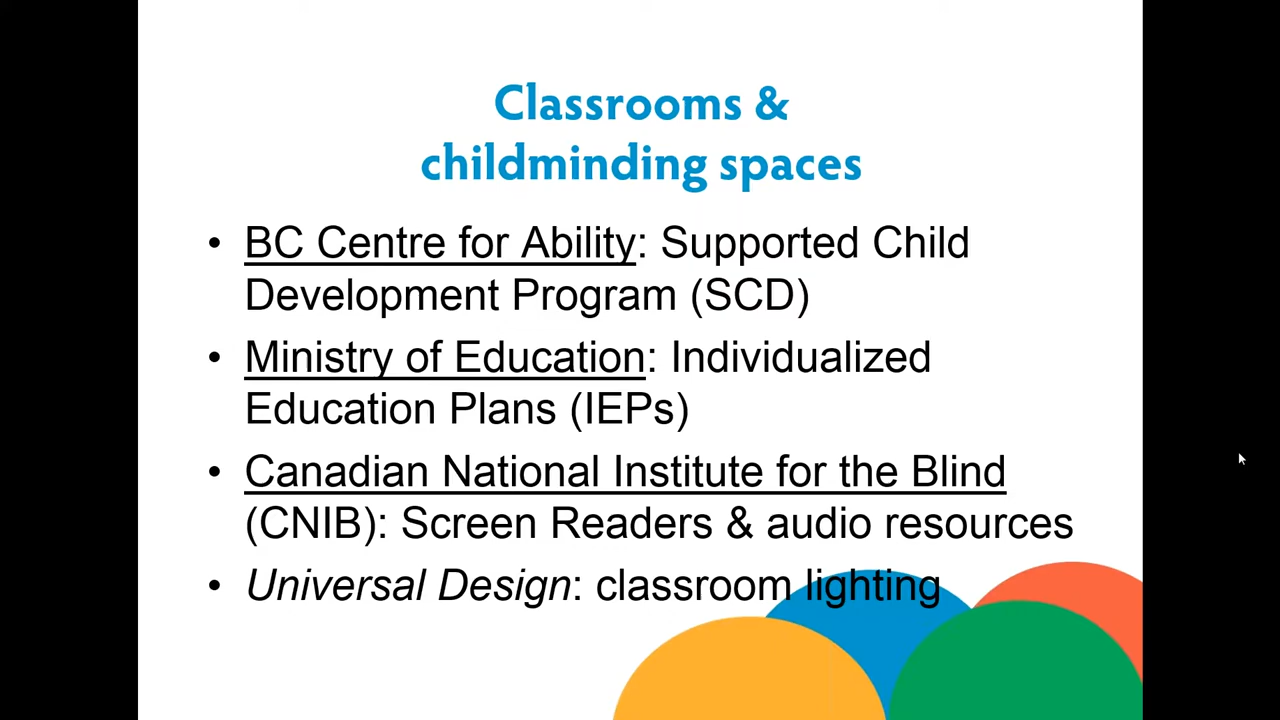 Classrooms &
childminding spaces
• BC Centre for Ability: Supported Child
Development Program (SCD)
• Ministry of Education: Individualized
Education Plans (IEPs)
• Canadian National Institute for the Blind
(CNIB): Screen Readers & audio resources
• Universal Design: classroom lighting